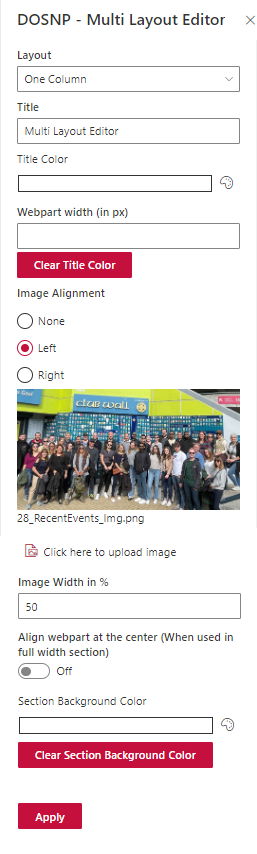 DOSNP - Multi Layout Editor
Layout
One Column
Title
Multi Layout Editor
Title Color
Webpart width (in px)
Clear Title Color
Image Alignment
None
Left
Right
club wall
28_RecentEvents_Img.png
Click here to upload image
Image Width in %
50
Align webpart at the center (When used in
full width section)
Off
Section Background Color
Clear Section Background Color
Apply